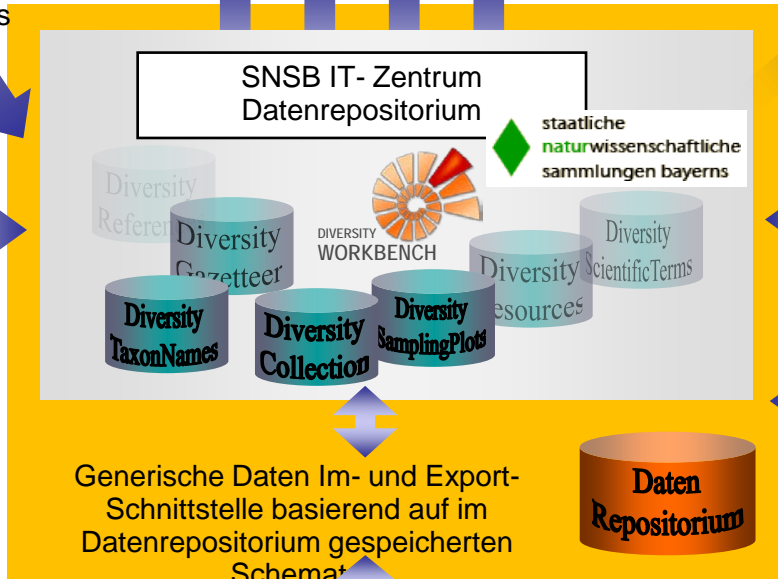 s
SNSB IT- Zentrum
Datenrepositorium
staatliche
naturwissenschaftliche
sammlungen bayerns
Diversity
Diversity
Gazetteer
DIVERSITY
WORKBENCH
Diversity
Diversity
ScientificTerms
Diversity
TaxonNames
Diversity
Collection
Diversity
SamplingPlots
Generische Daten Im- und Export-
Schnittstelle basierend auf im
Datenrepositorium gespeicherten
Daten
Repositorium